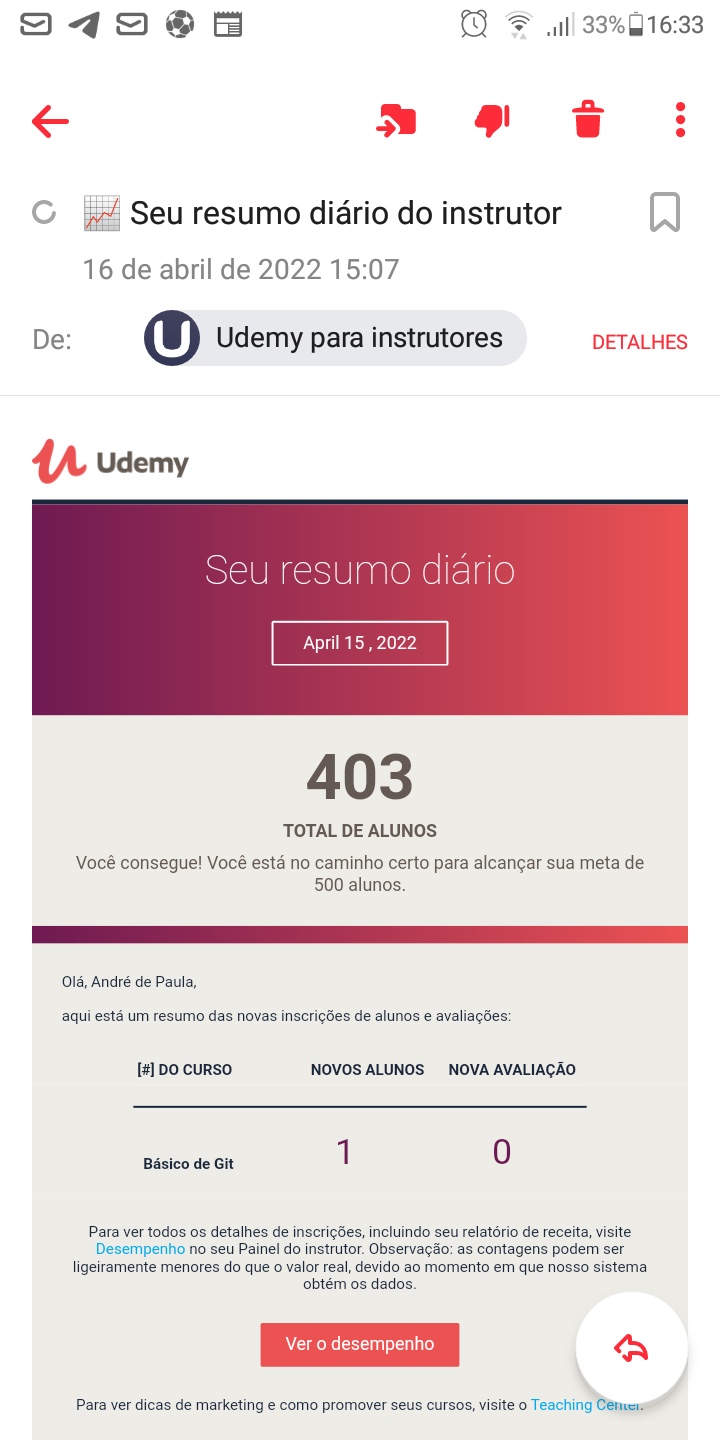 33% 16:33
Seu resumo diário do instrutor
16 de abril de 2022 15:07
De: Udemy para instrutores DETALHES
Udemy
Seu resumo diário
April 15 , 2022
403
TOTAL DE ALUNOS
Você consegue! Você está no caminho certo para alcançar sua meta de
500 alunos.
Olá, André de Paula,
aqui está um resumo das novas inscrições de alunos e avaliações:
[#] DO CURSO NOVOS ALUNOS NOVA AVALIAÇÃO
Básico de Git 1 0
Para ver todos os detalhes de inscrições, incluindo seu relatório de receita, visite
Desempenho no seu Painel do instrutor. Observação: as contagens podem ser
ligeiramente menores do que o valor real, devido ao momento em que nosso sistema
obtém os dados.
Ver o desempenho
Para ver dicas de marketing e como promover seus cursos, visite o Teaching Center.